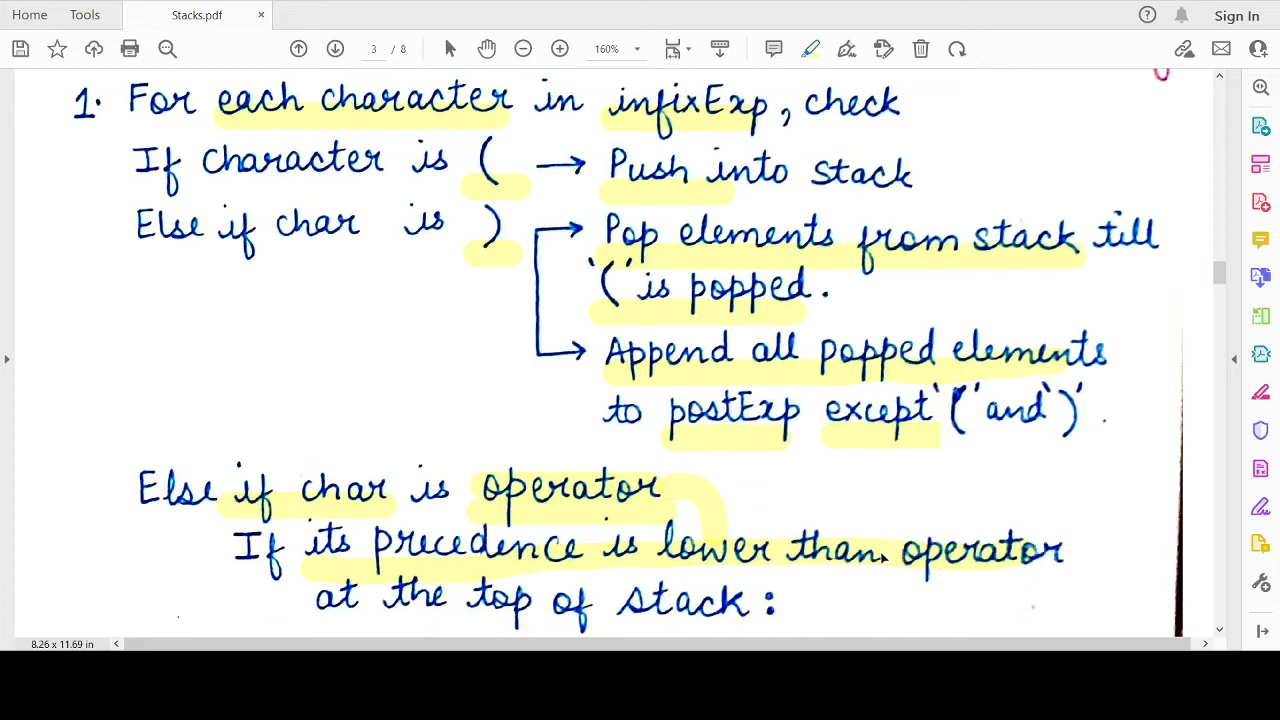 Home Tools Stacks.pdf × Sign In
3 / 8 160%
1. For each character in infixExp, check
If character is ( → Push into stack
Else if char is ) → Pop elements from stack till
'(' is popped.
→ Append all popped elements
to postExp except '(' and ')'.
Else if char is operator
If its precedence is lower than operator
at the top of stack:
8.26 x 11.69 in